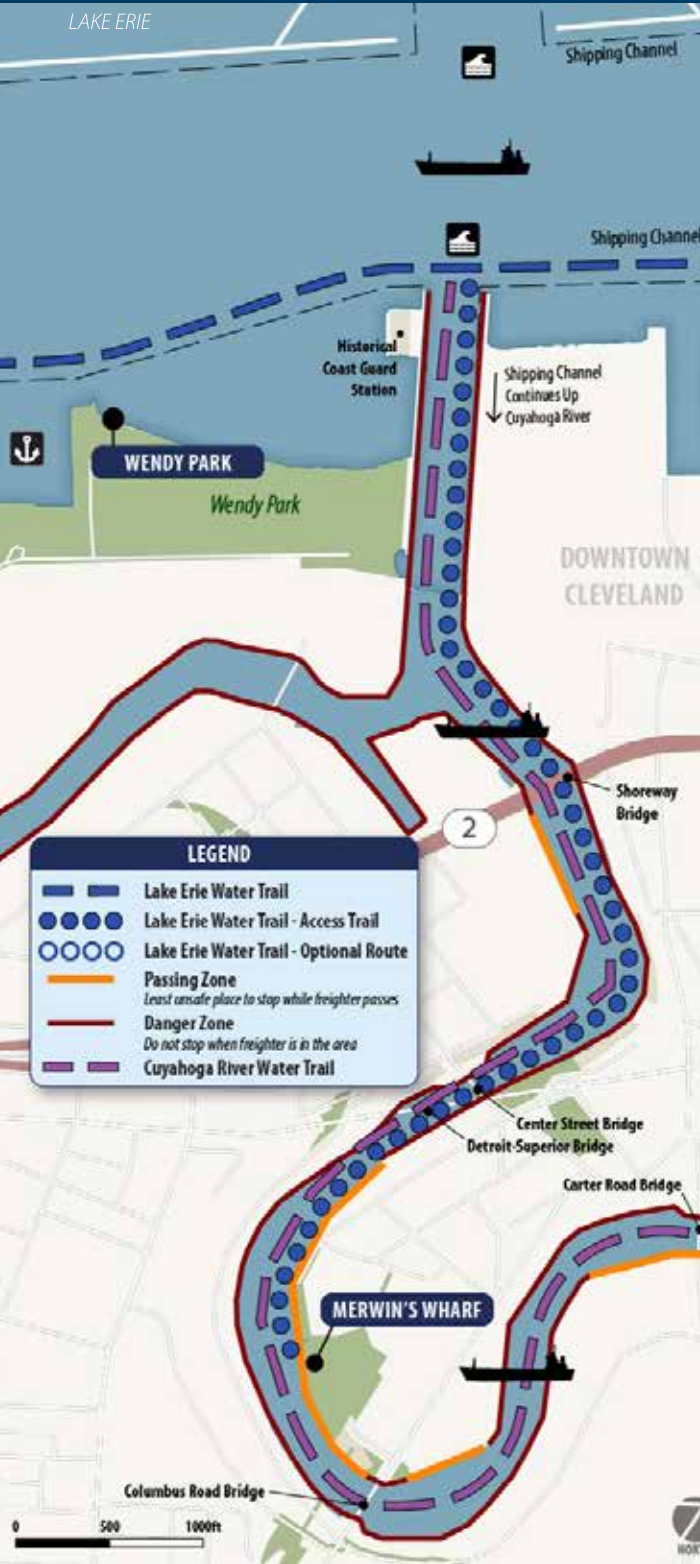 LAKE ERIE
Shipping Channel
Shipping Channel
Historical
Coast Guard
Station
Shipping Channel
Continues Up
Cuyahoga River
WENDY PARK
Wendy Park
DOWNTOWN
CLEVELAND
Shoreway
Bridge
2
LEGEND
Lake Erie Water Trail
Lake Erie Water Trail - Access Trail
Lake Erie Water Trail - Optional Route
Passing Zone
Least unsafe place to stop while freighter passes
Danger Zone
Do not stop when freighter is in the area
Cuyahoga River Water Trail
Center Street Bridge
Detroit-Superior Bridge
Carter Road Bridge
MERWIN'S WHARF
Columbus Road Bridge
0 500 1000ft